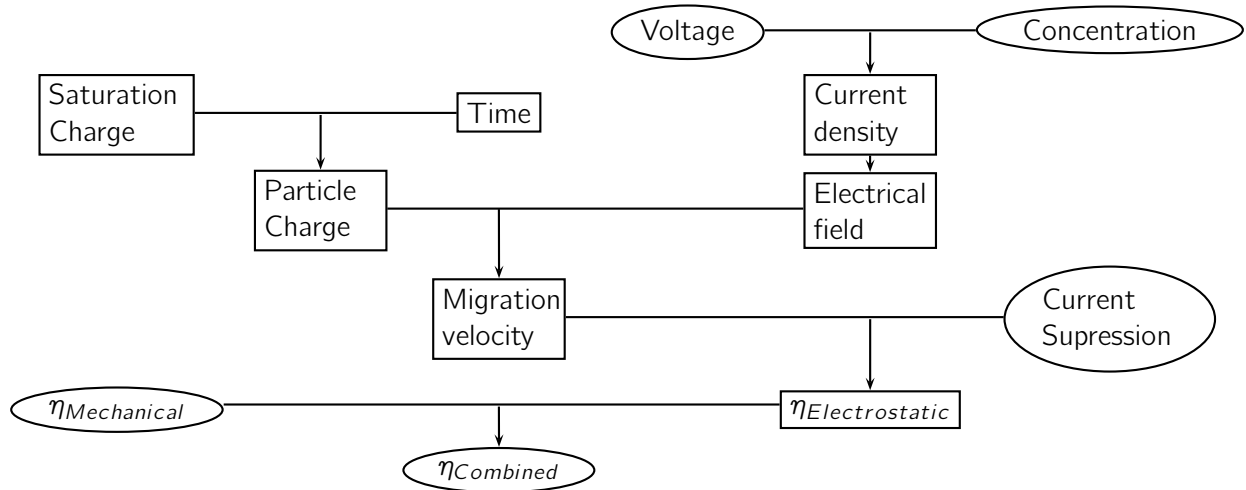 Voltage
Concentration
Saturation
Charge
Time
Current
density
Particle
Charge
Electrical
field
Migration
velocity
Current
Supression
ηMechanical
ηElectrostatic
ηCombined